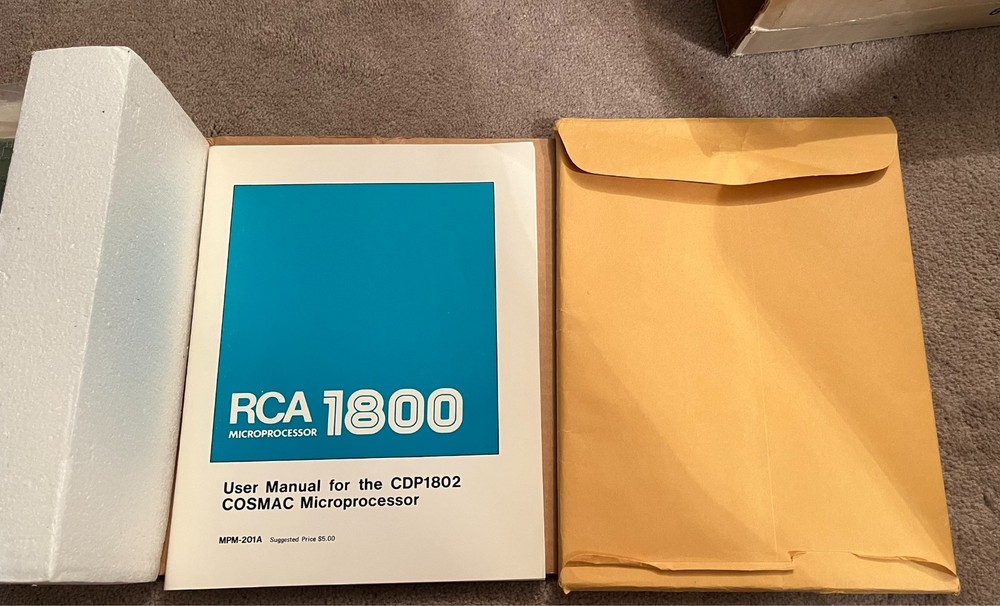 RCA 1800
MICROPROCESSOR
User Manual for the CDP1802
COSMAC Microprocessor
MPM-201A Suggested Price $5.00